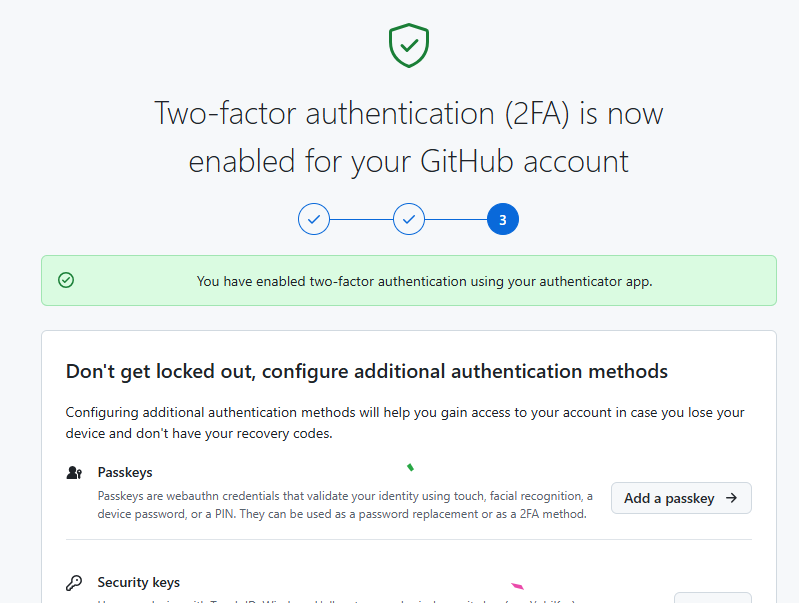 Two-factor authentication (2FA) is now
enabled for your GitHub account
3
You have enabled two-factor authentication using your authenticator app.
Don't get locked out, configure additional authentication methods
Configuring additional authentication methods will help you gain access to your account in case you lose your
device and don't have your recovery codes.
Passkeys
Passkeys are webauthn credentials that validate your identity using touch, facial recognition, a
device password, or a PIN. They can be used as a password replacement or as a 2FA method.
Add a passkey
Security keys